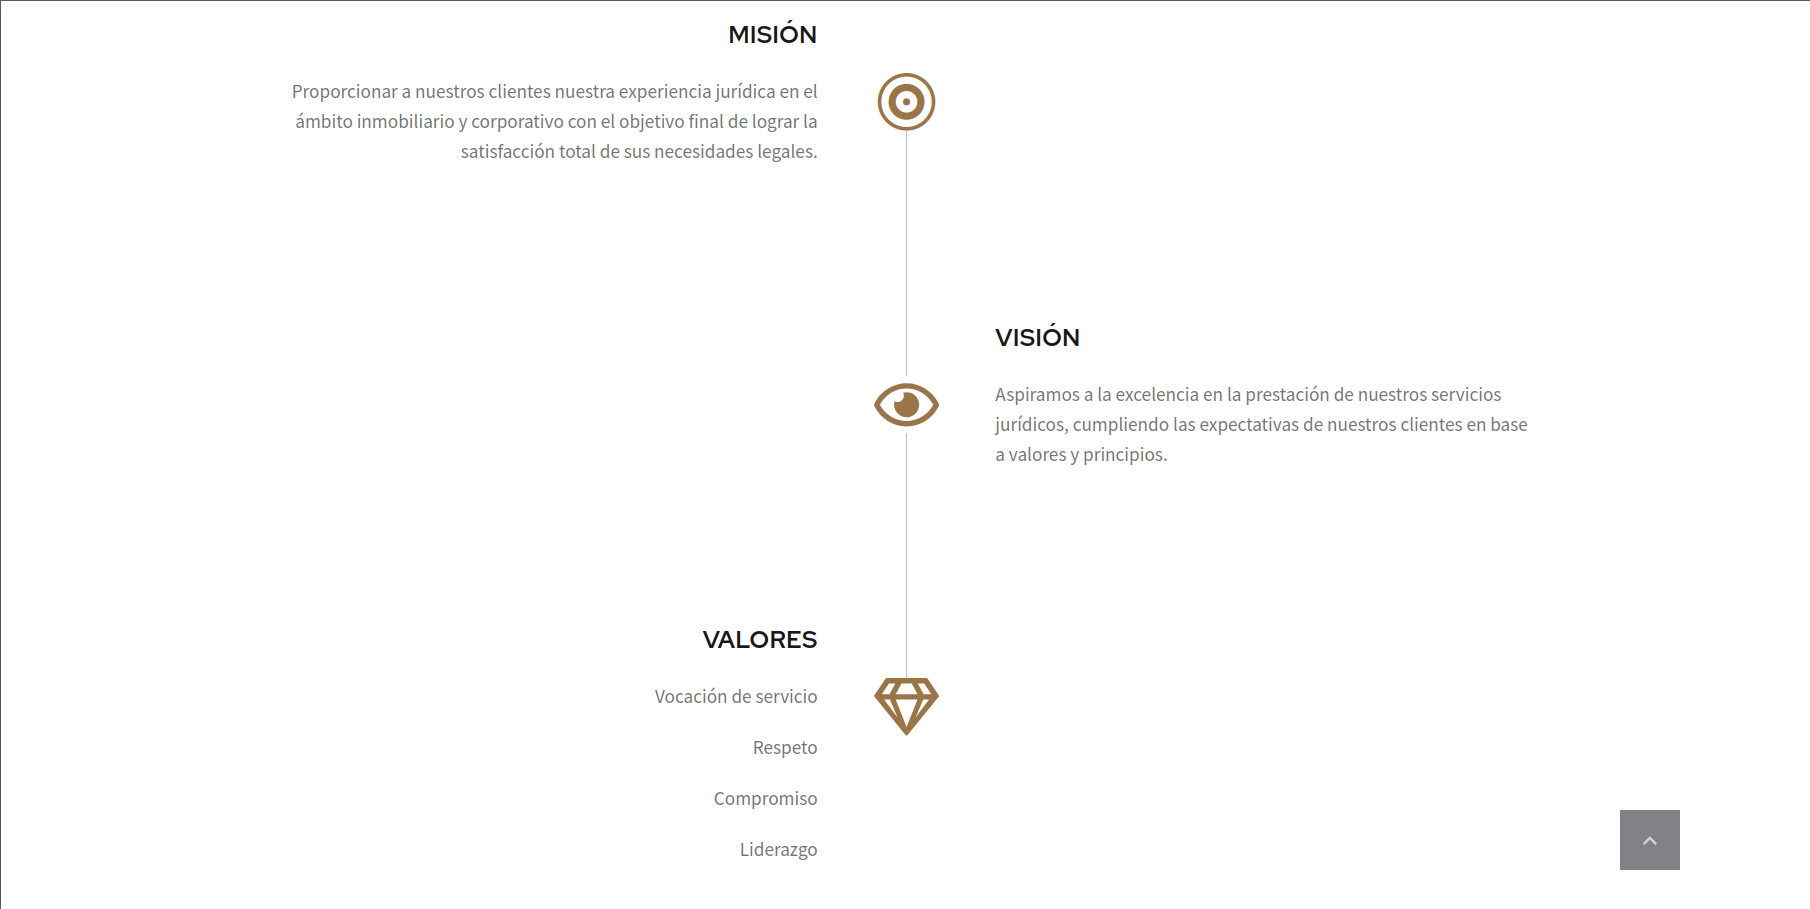 MISIÓN
Proporcionar a nuestros clientes nuestra experiencia jurídica en el
ámbito inmobiliario y corporativo con el objetivo final de lograr la
satisfacción total de sus necesidades legales.
VISIÓN
Aspiramos a la excelencia en la prestación de nuestros servicios
jurídicos, cumpliendo las expectativas de nuestros clientes en base
a valores y principios.
VALORES
Vocación de servicio
Respeto
Compromiso
Liderazgo